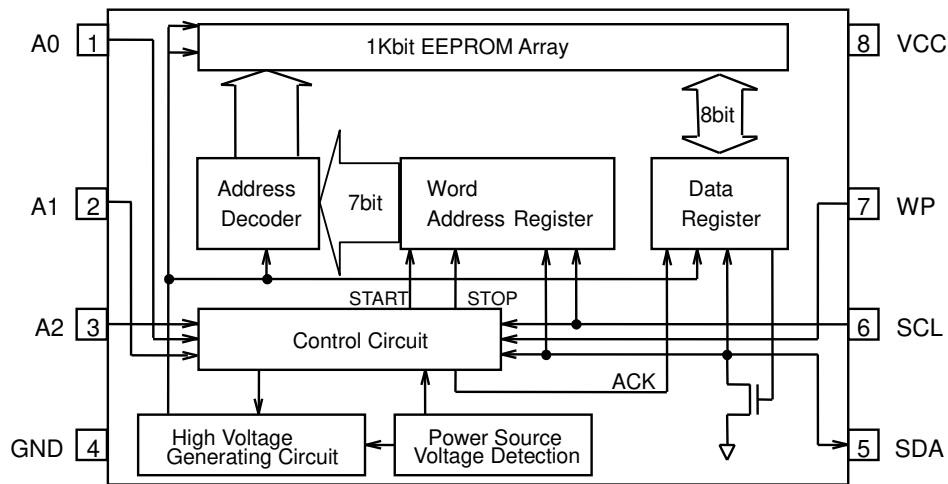 A0 1
1Kbit EEPROM Array
8 VCC
8bit
A1 2
Address
Decoder
7bit
Word
Address Register
Data
Register
7 WP
START
STOP
A2 3
Control Circuit
6 SCL
ACK
GND 4
High Voltage
Generating Circuit
Power Source
Voltage Detection
5 SDA